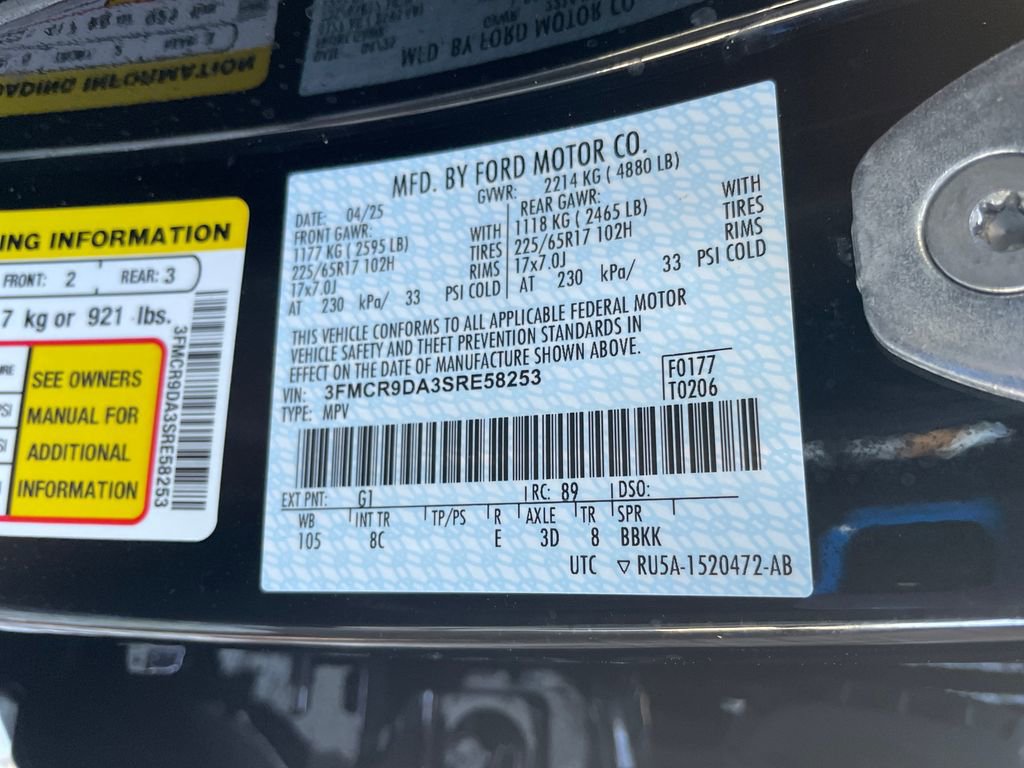 MFD. BY FORD MOTOR CO.
ING INFORMATION
FRONT: 2 REAR: 3
7 kg or 921 lbs.
SEE OWNERS
MANUAL FOR
ADDITIONAL
INFORMATION
3FMCR9DA3SRE58253
MFD. BY FORD MOTOR CO.
DATE: 04/25 GVWR: 2214 KG ( 4880 LB)
FRONT GAWR: WITH
1177 KG ( 2595 LB) TIRES
225/65R17 102H RIMS
17x7.0J
AT 230 kPa/ 33 PSI COLD
REAR GAWR: WITH
1118 KG ( 2465 LB) TIRES
225/65R17 102H RIMS
17x7.0J
AT 230 kPa/ 33 PSI COLD
THIS VEHICLE CONFORMS TO ALL APPLICABLE FEDERAL MOTOR
VEHICLE SAFETY AND THEFT PREVENTION STANDARDS IN
EFFECT ON THE DATE OF MANUFACTURE SHOWN ABOVE.
VIN: 3FMCR9DA3SRE58253
TYPE: MPV
F0177
T0206
EXT PNT: G1 RC: 89 DSO:
WB INT TR TP/PS R AXLE TR SPR
105 8C E 3D 8 BBKK
UTC ▽ RU5A-1520472-AB